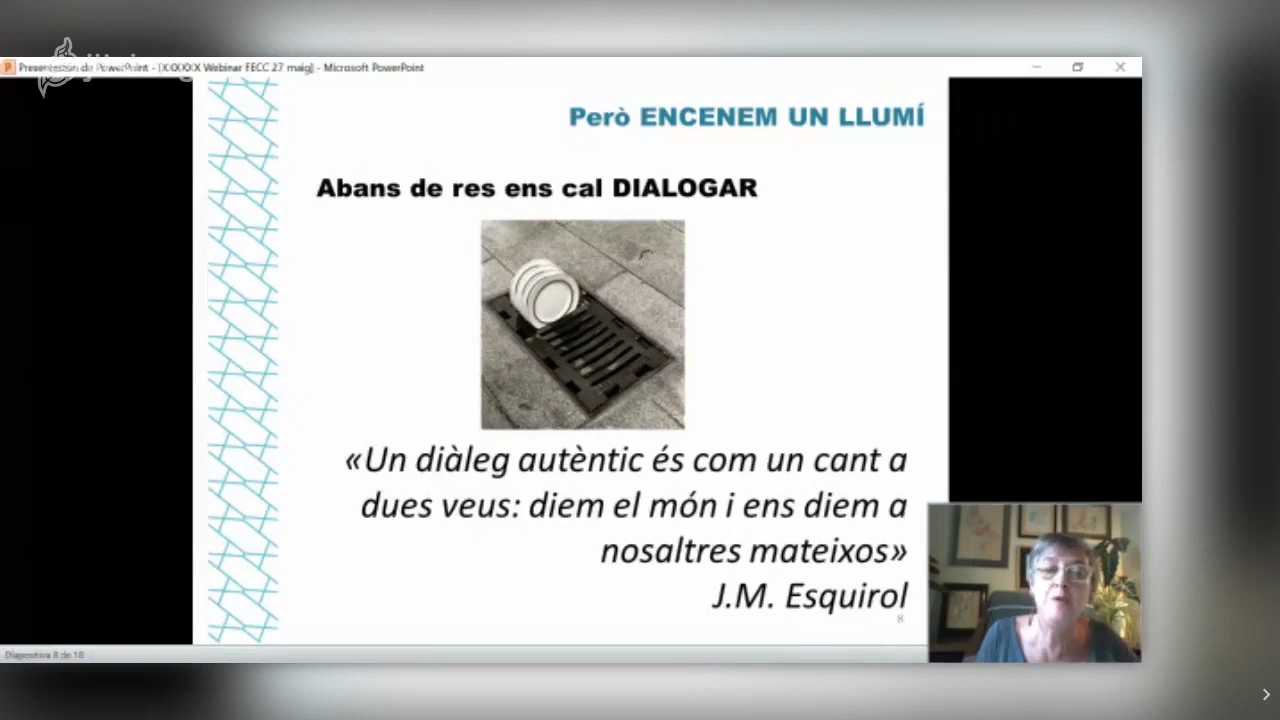 Presentación de PowerPoint - [XXXXXX Webinar FECC 27 maig] - Microsoft PowerPoint
Però ENCENEM UN LLUMÍ
Abans de res ens cal DIALOGAR
«Un diàleg autèntic és com un cant a
dues veus: diem el món i ens diem a
nosaltres mateixos»
J.M. Esquirol
8
Diapositiva 8 de 18